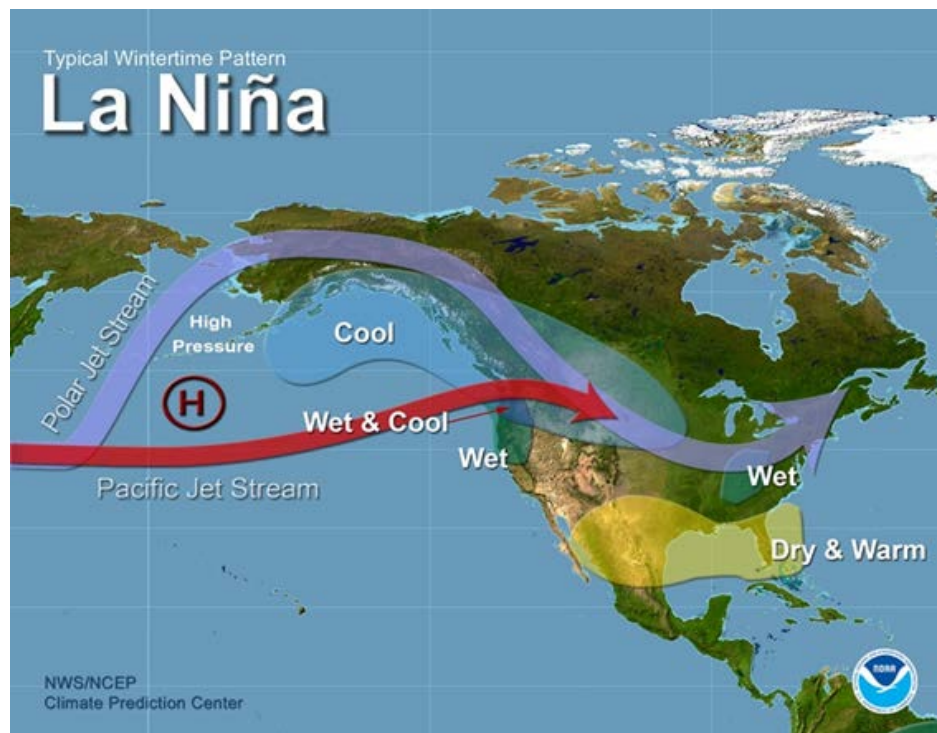 Typical Wintertime Pattern
La Niña
Polar Jet Stream
High
Pressure
H
Cool
Wet & Cool
Wet
Wet
Pacific Jet Stream
Dry & Warm
NWS/NCEP
Climate Prediction Center
NOAA